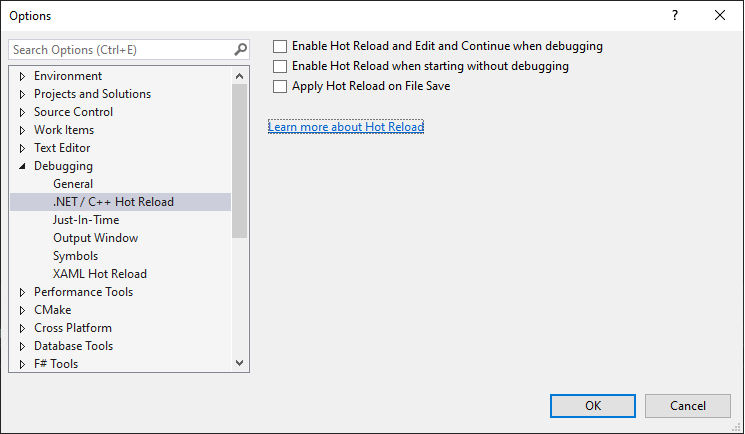 Options
Search Options (Ctrl+E)
Environment
Projects and Solutions
Source Control
Work Items
Text Editor
Debugging
General
.NET / C++ Hot Reload
Just-In-Time
Output Window
Symbols
XAML Hot Reload
Performance Tools
CMake
Cross Platform
Database Tools
F# Tools
Enable Hot Reload and Edit and Continue when debugging
Enable Hot Reload when starting without debugging
Apply Hot Reload on File Save
Learn more about Hot Reload
OK
Cancel